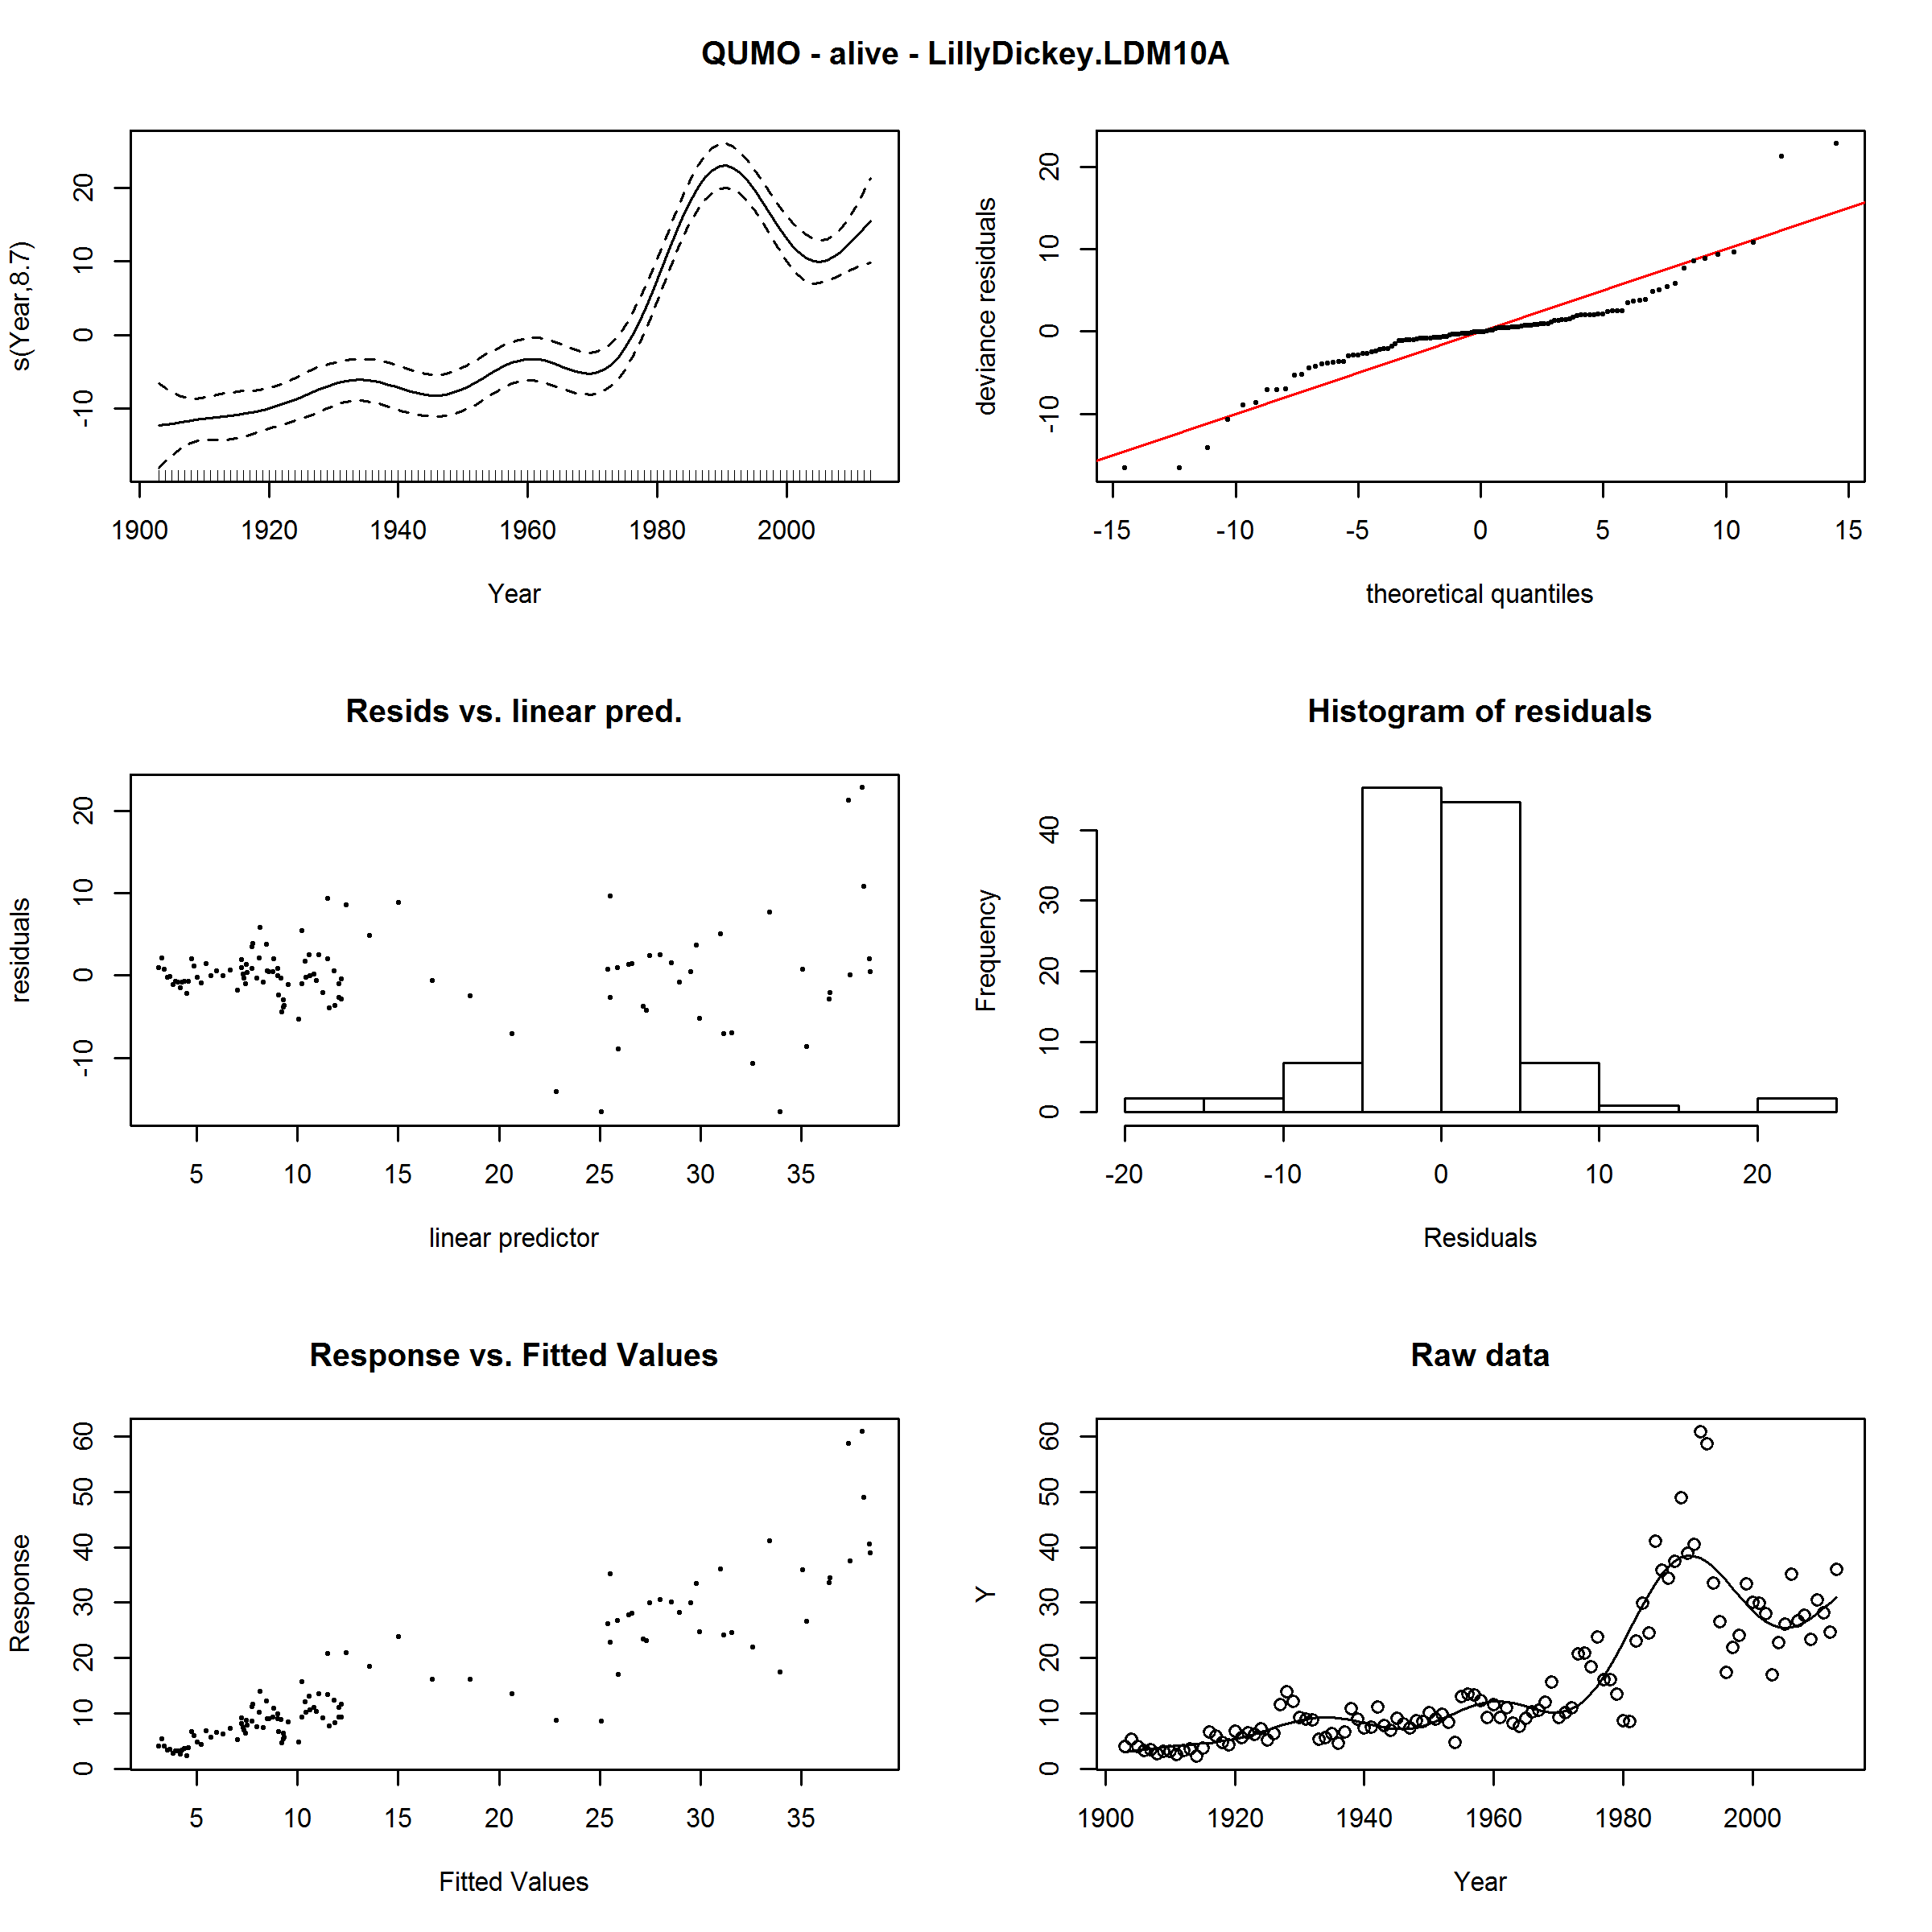 QUMO - alive - LillyDickey.LDM10A
s(Year,8.7)
-10 0 10 20
1900 1920 1940 1960 1980 2000
Year
deviance residuals
-10 0 10 20
-15 -10 -5 0 5 10 15
theoretical quantiles
Resids vs. linear pred.
residuals
-10 0 10 20
5 10 15 20 25 30 35
linear predictor
Histogram of residuals
Frequency
0 10 20 30 40
-20 -10 0 10 20
Residuals
Response vs. Fitted Values
Response
0 10 20 30 40 50 60
5 10 15 20 25 30 35
Fitted Values
Raw data
Y
0 10 20 30 40 50 60
1900 1920 1940 1960 1980 2000
Year